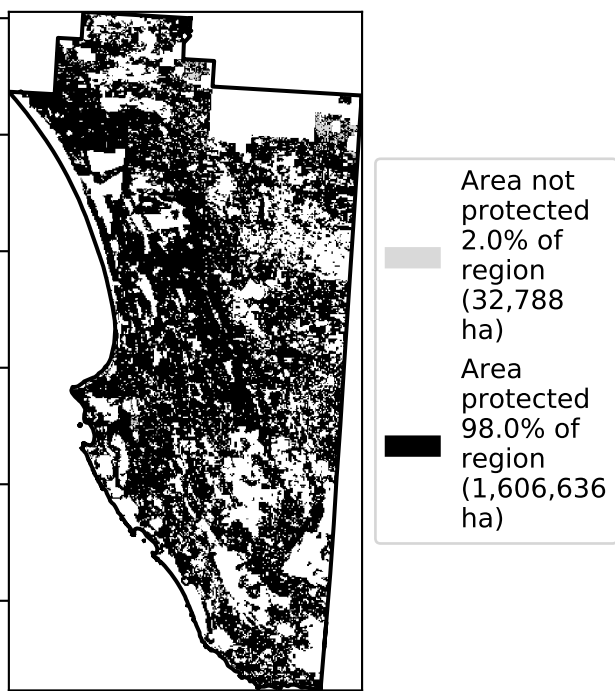 Area not
protected
2.0% of
region
(32,788
ha)
Area
protected
98.0% of
region
(1,606,636
ha)